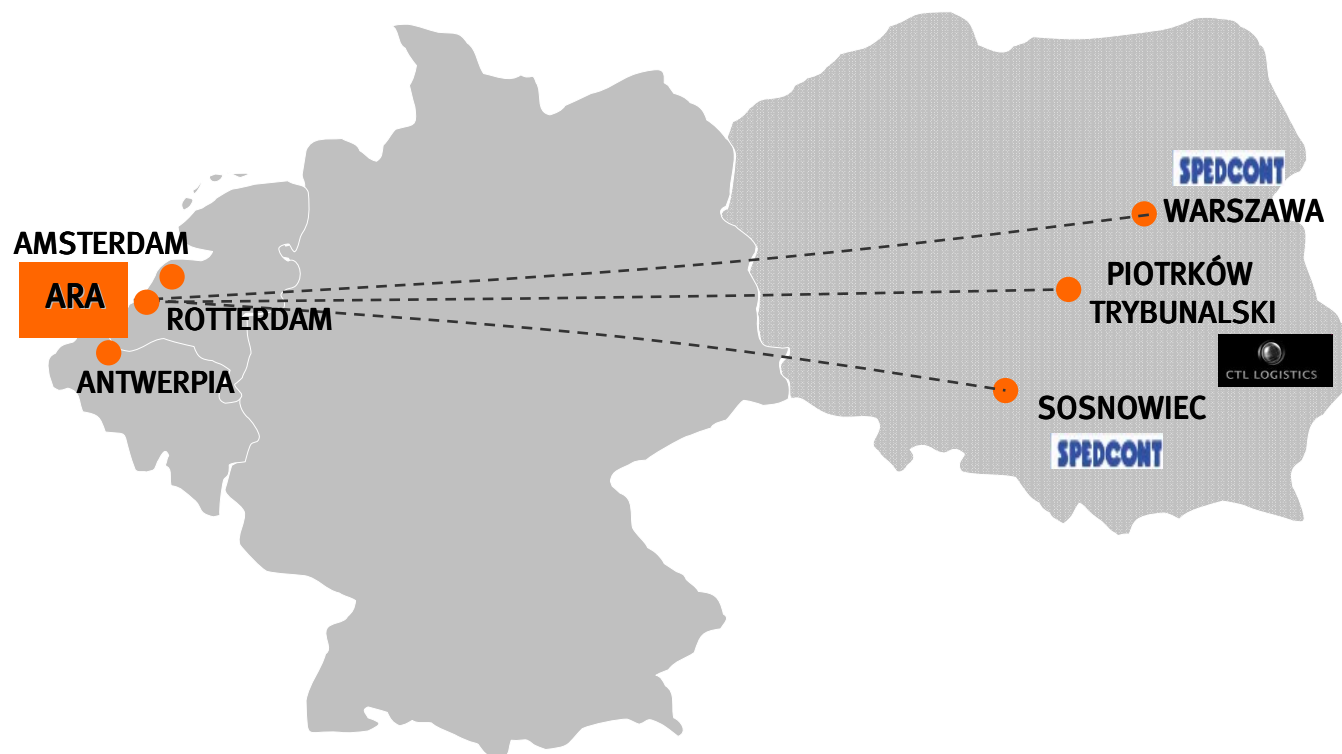 SPEDCONT
WARSZAWA
AMSTERDAM
ARA
ROTTERDAM
ANTWERPIA
PIOTRKÓW
TRYBUNALSKI
CTL LOGISTICS
SOSNOWIEC
SPEDCONT